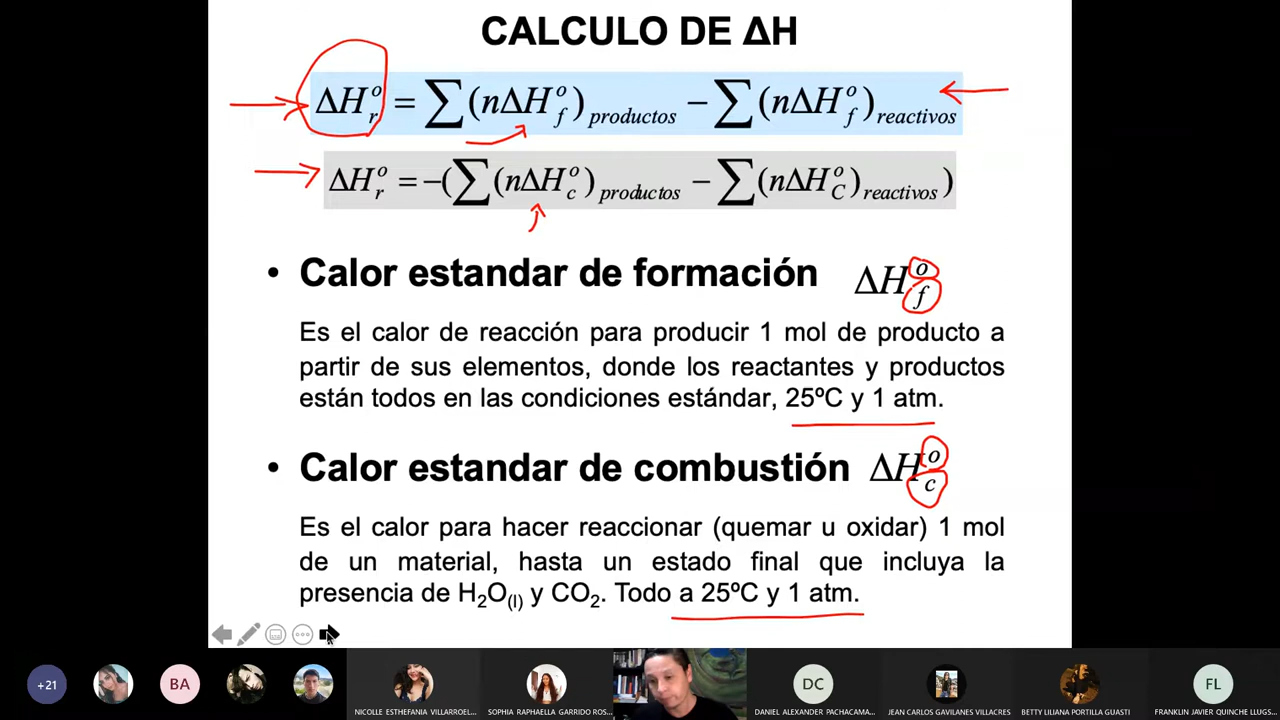 CALCULO DE ΔH
ΔH°r = ∑(nΔH°f)productos − ∑(nΔH°f)reactivos
ΔH°r = −(∑(nΔH°c)productos − ∑(nΔH°C)reactivos)
• Calor estandar de formación ΔH°f
Es el calor de reacción para producir 1 mol de producto a
partir de sus elementos, donde los reactantes y productos
están todos en las condiciones estándar, 25ºC y 1 atm.
• Calor estandar de combustión ΔH°c
Es el calor para hacer reaccionar (quemar u oxidar) 1 mol
de un material, hasta un estado final que incluya la
presencia de H2O(l) y CO2. Todo a 25ºC y 1 atm.
+21
BA
DC
FL
NICOLLE ESTHEFANIA VILLARROEL...
SOPHIA RAPHAELLA GARRIDO ROS...
DANIEL ALEXANDER PACHACAMA...
JEAN CARLOS GAVILANES VILLACRES
BETTY LILIANA PORTILLA GUASTI
FRANKLIN JAVIER QUINCHE LLUGS...